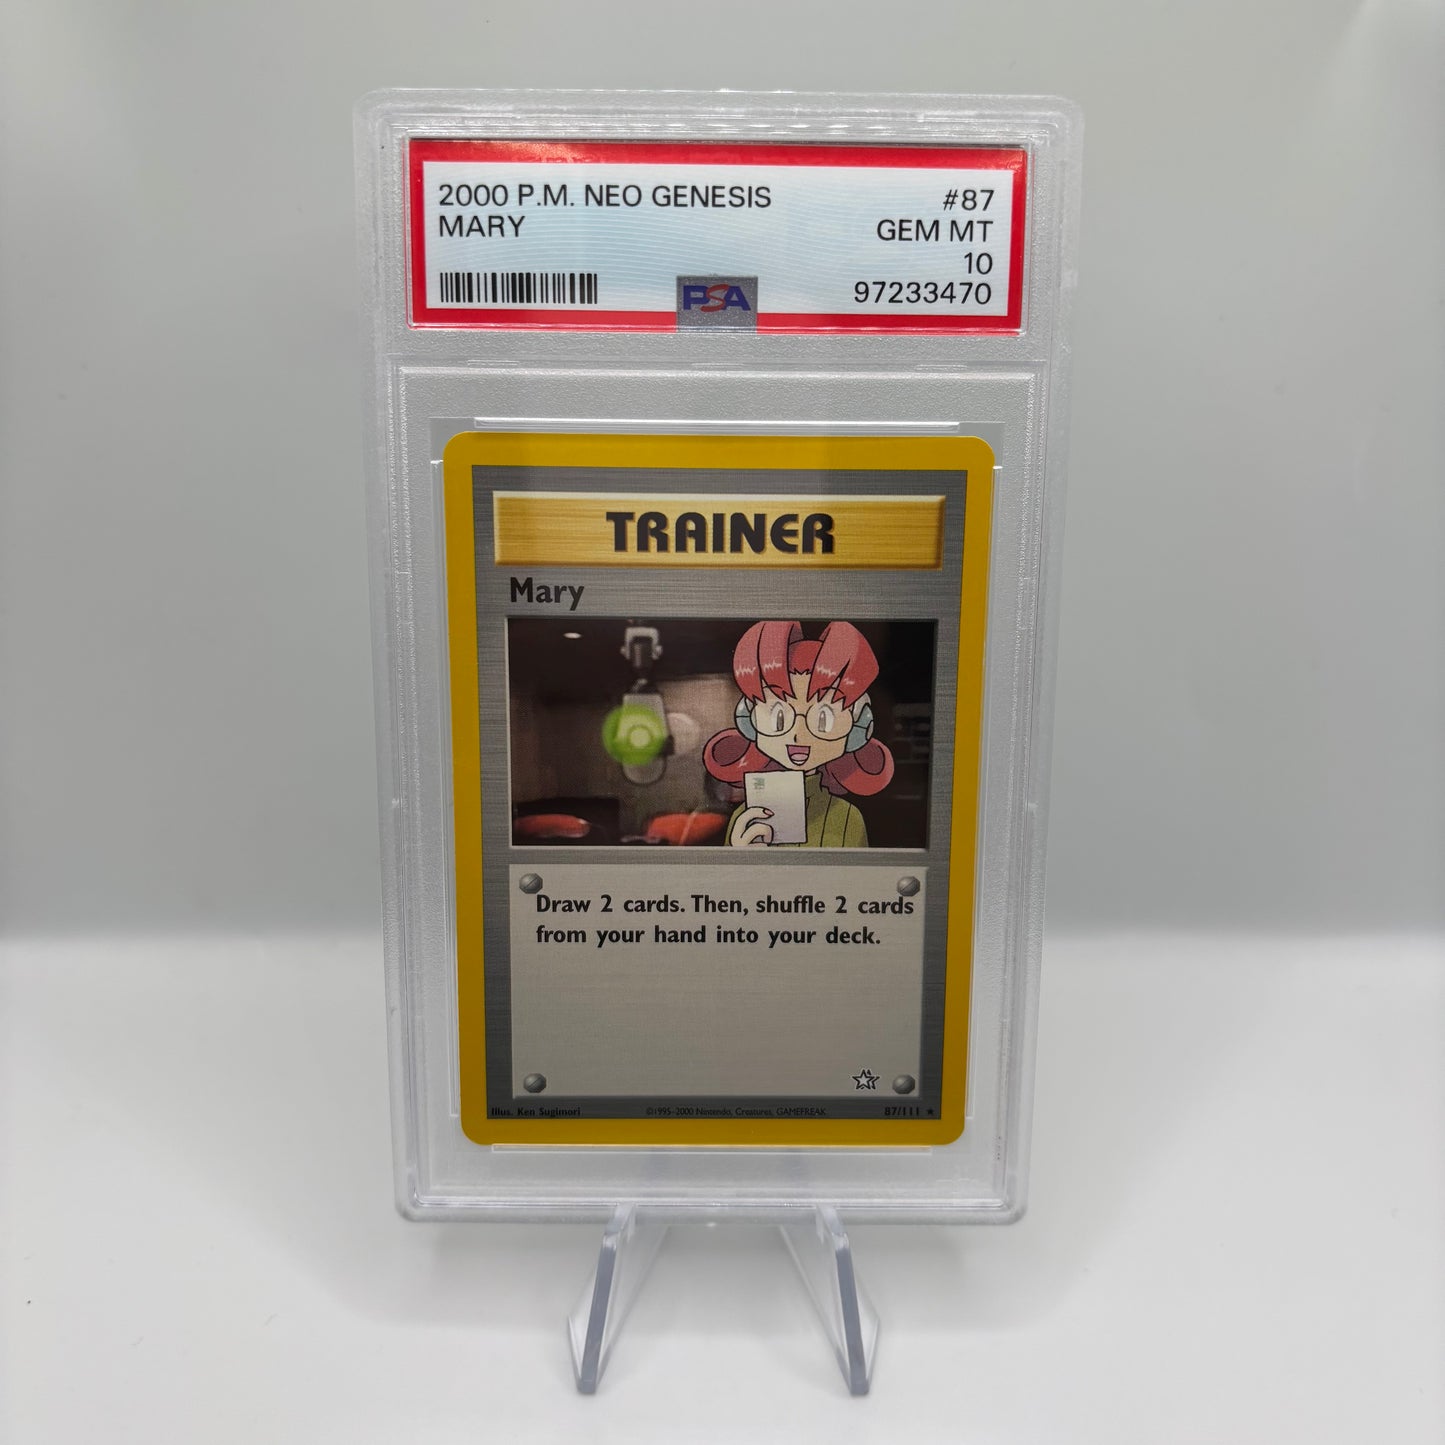 2000 P.M. NEO GENESIS #87
MARY GEM MT
10
PSA 97233470
TRAINER
Mary
Draw 2 cards. Then, shuffle 2 cards
from your hand into your deck.
Illus. Ken Sugimori ©1995-2000 Nintendo, Creatures, GAMEFREAK 87/111 ★